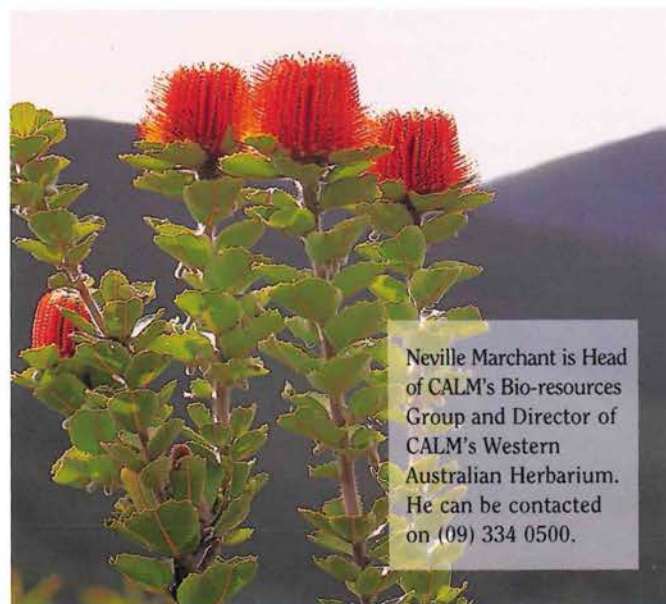 Neville Marchant is Head
of CALM's Bio-resources
Group and Director of
CALM's Western
Australian Herbarium.
He can be contacted
on (09) 334 0500.